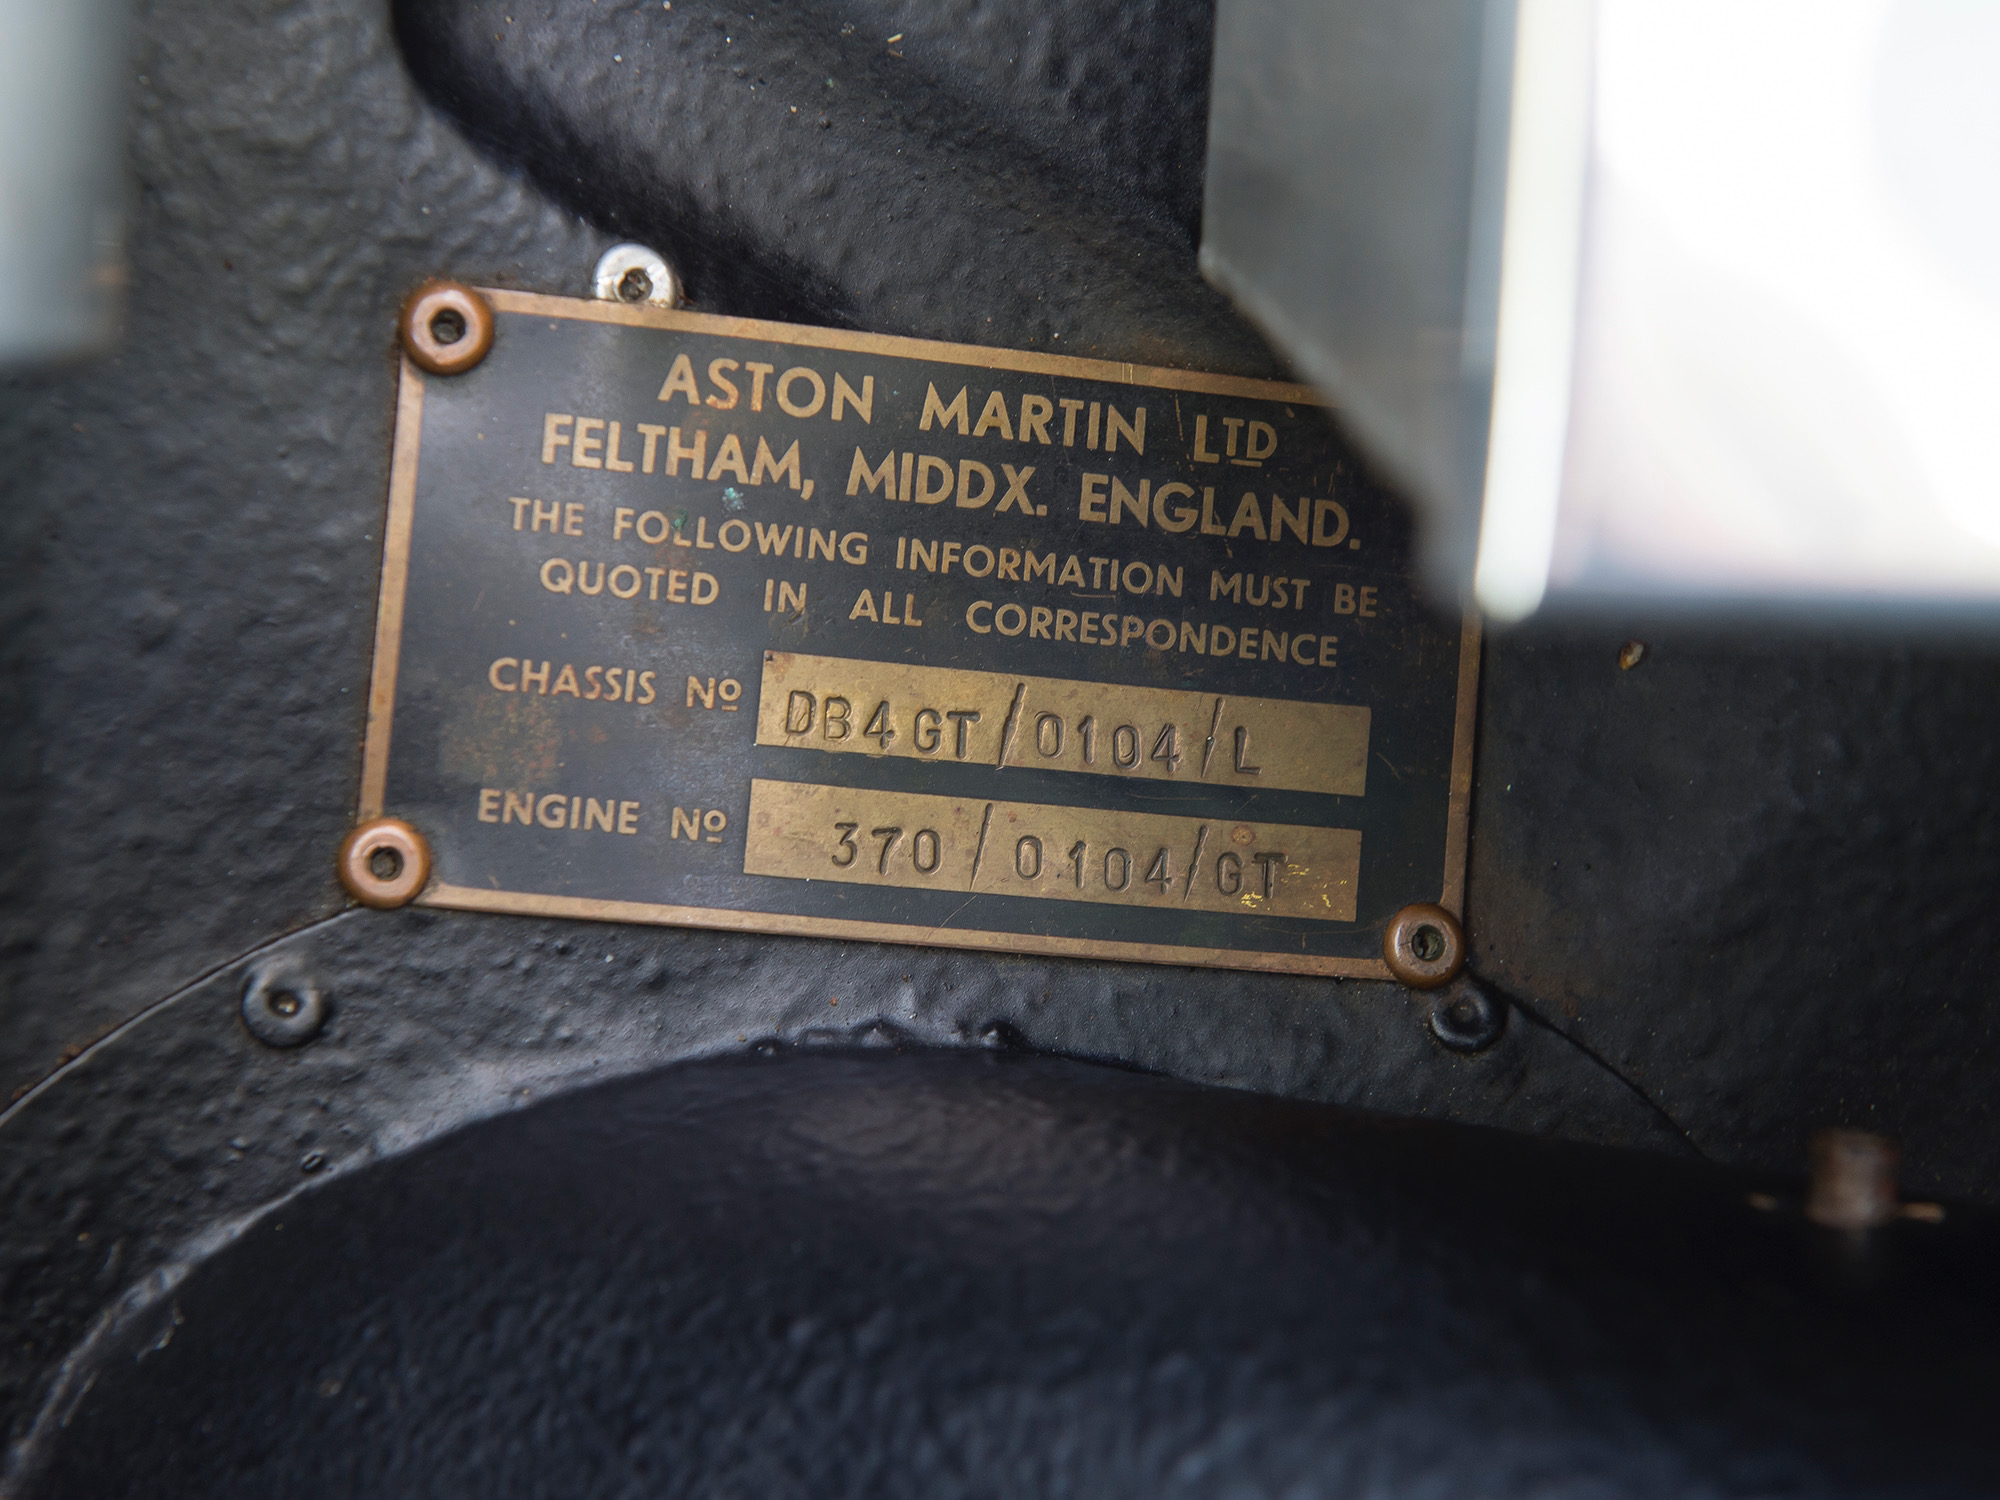 ASTON MARTIN LTD
FELTHAM, MIDDX. ENGLAND.
THE FOLLOWING INFORMATION MUST BE
QUOTED IN ALL CORRESPONDENCE
CHASSIS Nº DB4GT/0104/L
ENGINE Nº 370/0104/GT